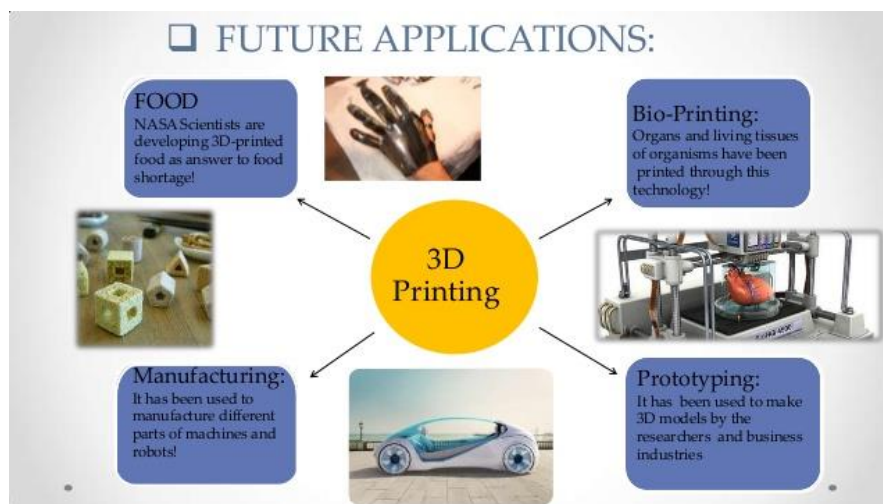 FUTURE APPLICATIONS:
FOOD
NASA Scientists are
developing 3D-printed
food as answer to food
shortage!
Bio-Printing:
Organs and living tissues
of organisms have been
printed through this
technology!
3D
Printing
Manufacturing:
It has been used to
manufacture different
parts of machines and
robots!
Prototyping:
It has been used to make
3D models by the
researchers and business
industries